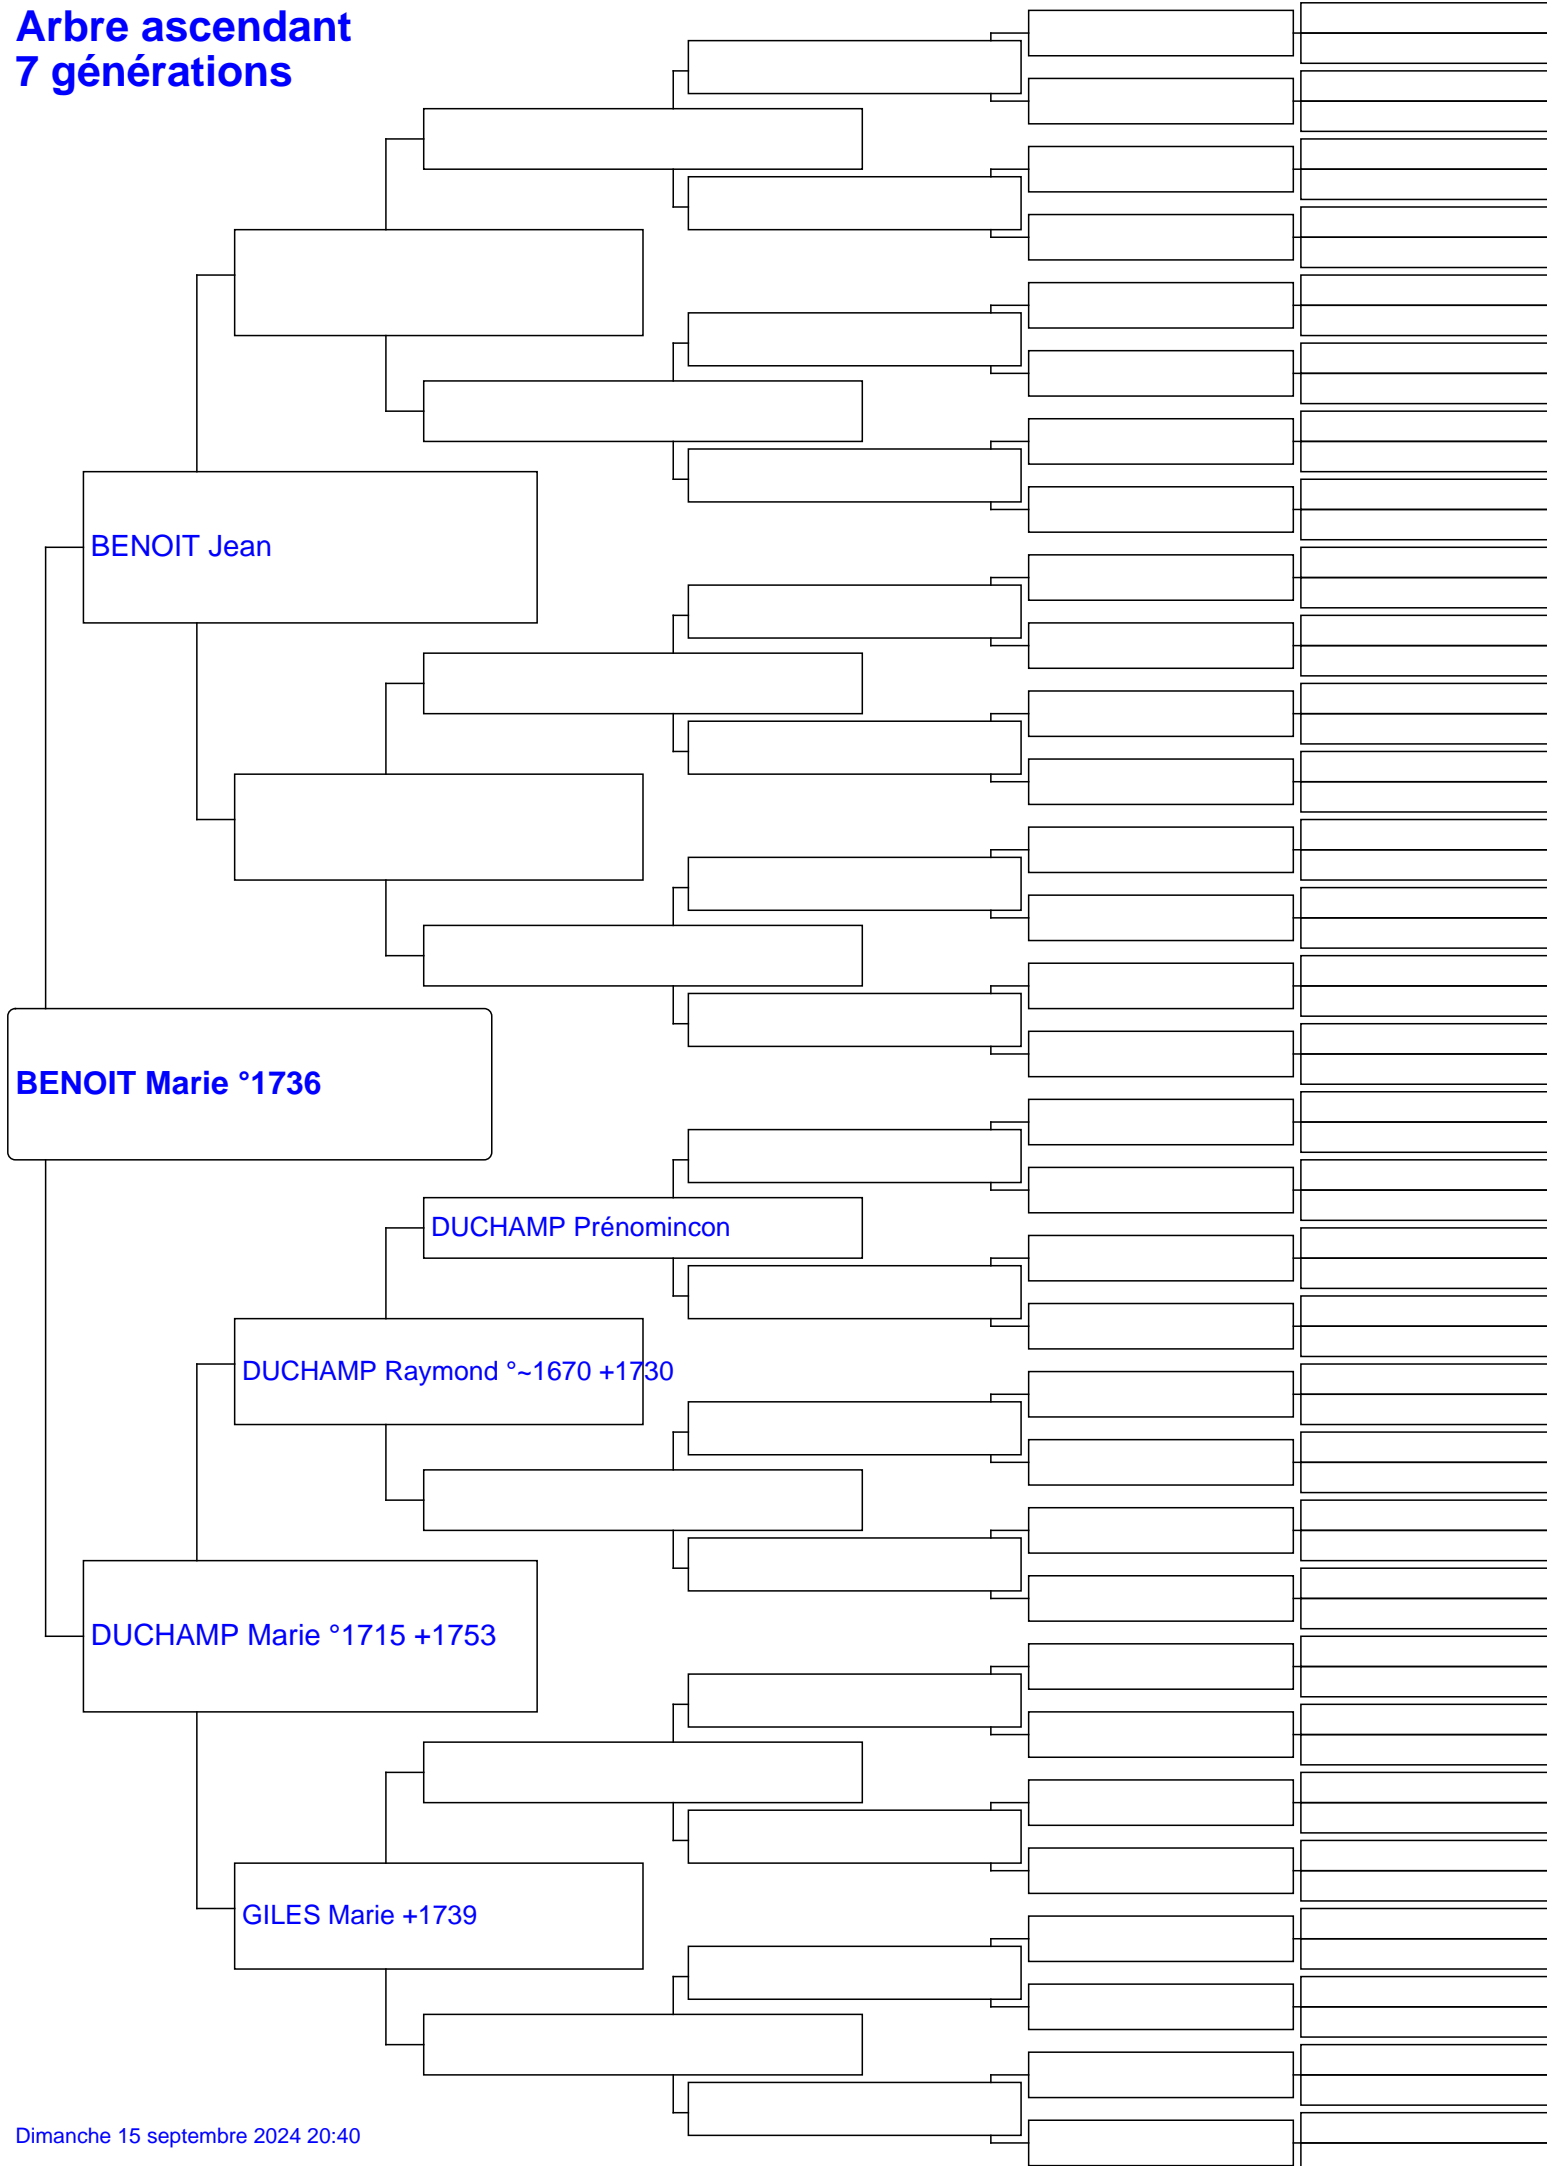 Arbre ascendant
7 générations
BENOIT Jean
BENOIT Marie °1736
DUCHAMP Prénomincon
DUCHAMP Raymond °~1670 +1730
DUCHAMP Marie °1715 +1753
GILES Marie +1739
Dimanche 15 septembre 2024 20:40